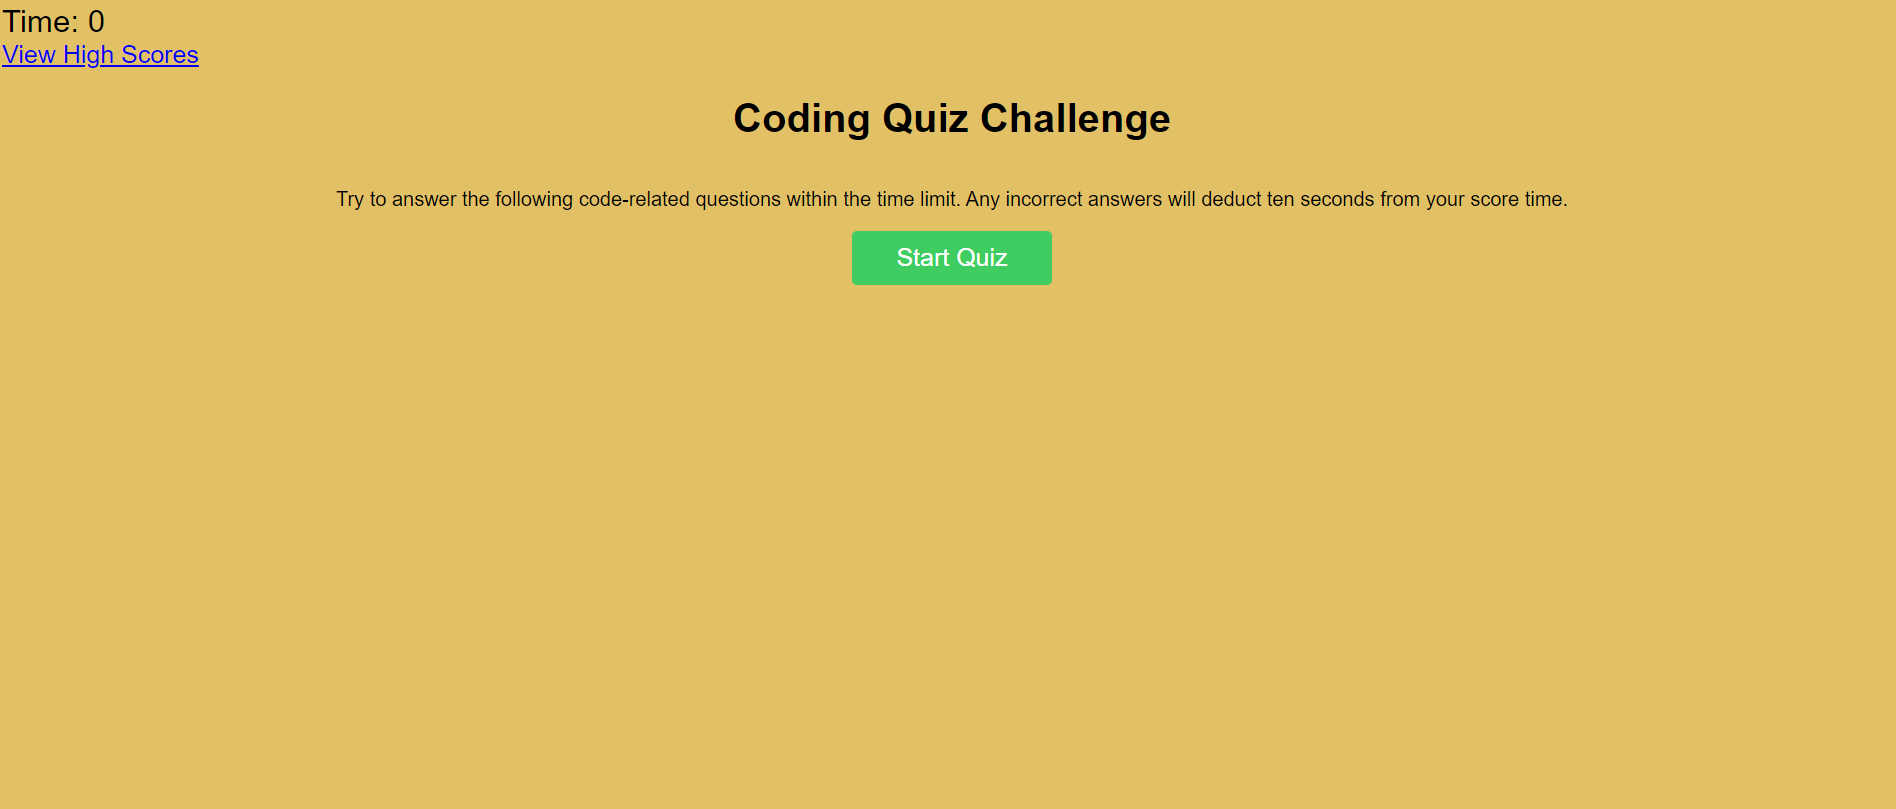 Time: 0
View High Scores
Coding Quiz Challenge
Try to answer the following code-related questions within the time limit. Any incorrect answers will deduct ten seconds from your score time.
Start Quiz